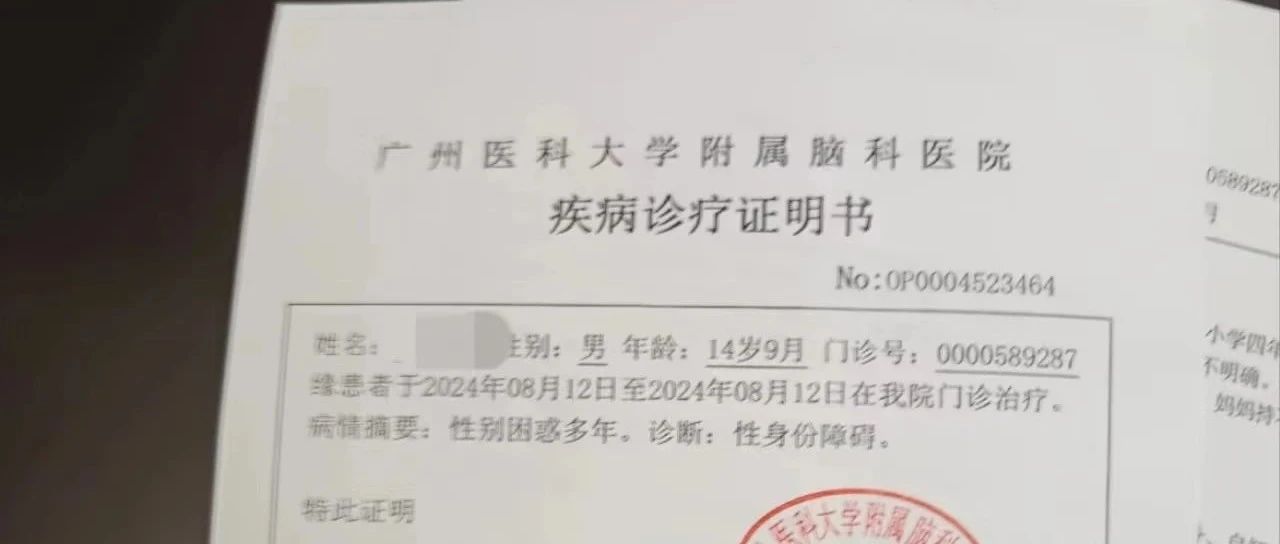 广州医科大学附属脑科医院
疾病诊疗证明书
No:OP0004523464
姓名: 性别: 男 年龄: 14岁9月 门诊号: 0000589287
缘患者于2024年08月12日至2024年08月12日在我院门诊治疗。
病情摘要: 性别困惑多年。诊断: 性身份障碍。
特此证明
医科大学附属脑科
0589287
小学四年
不明确。
妈妈持